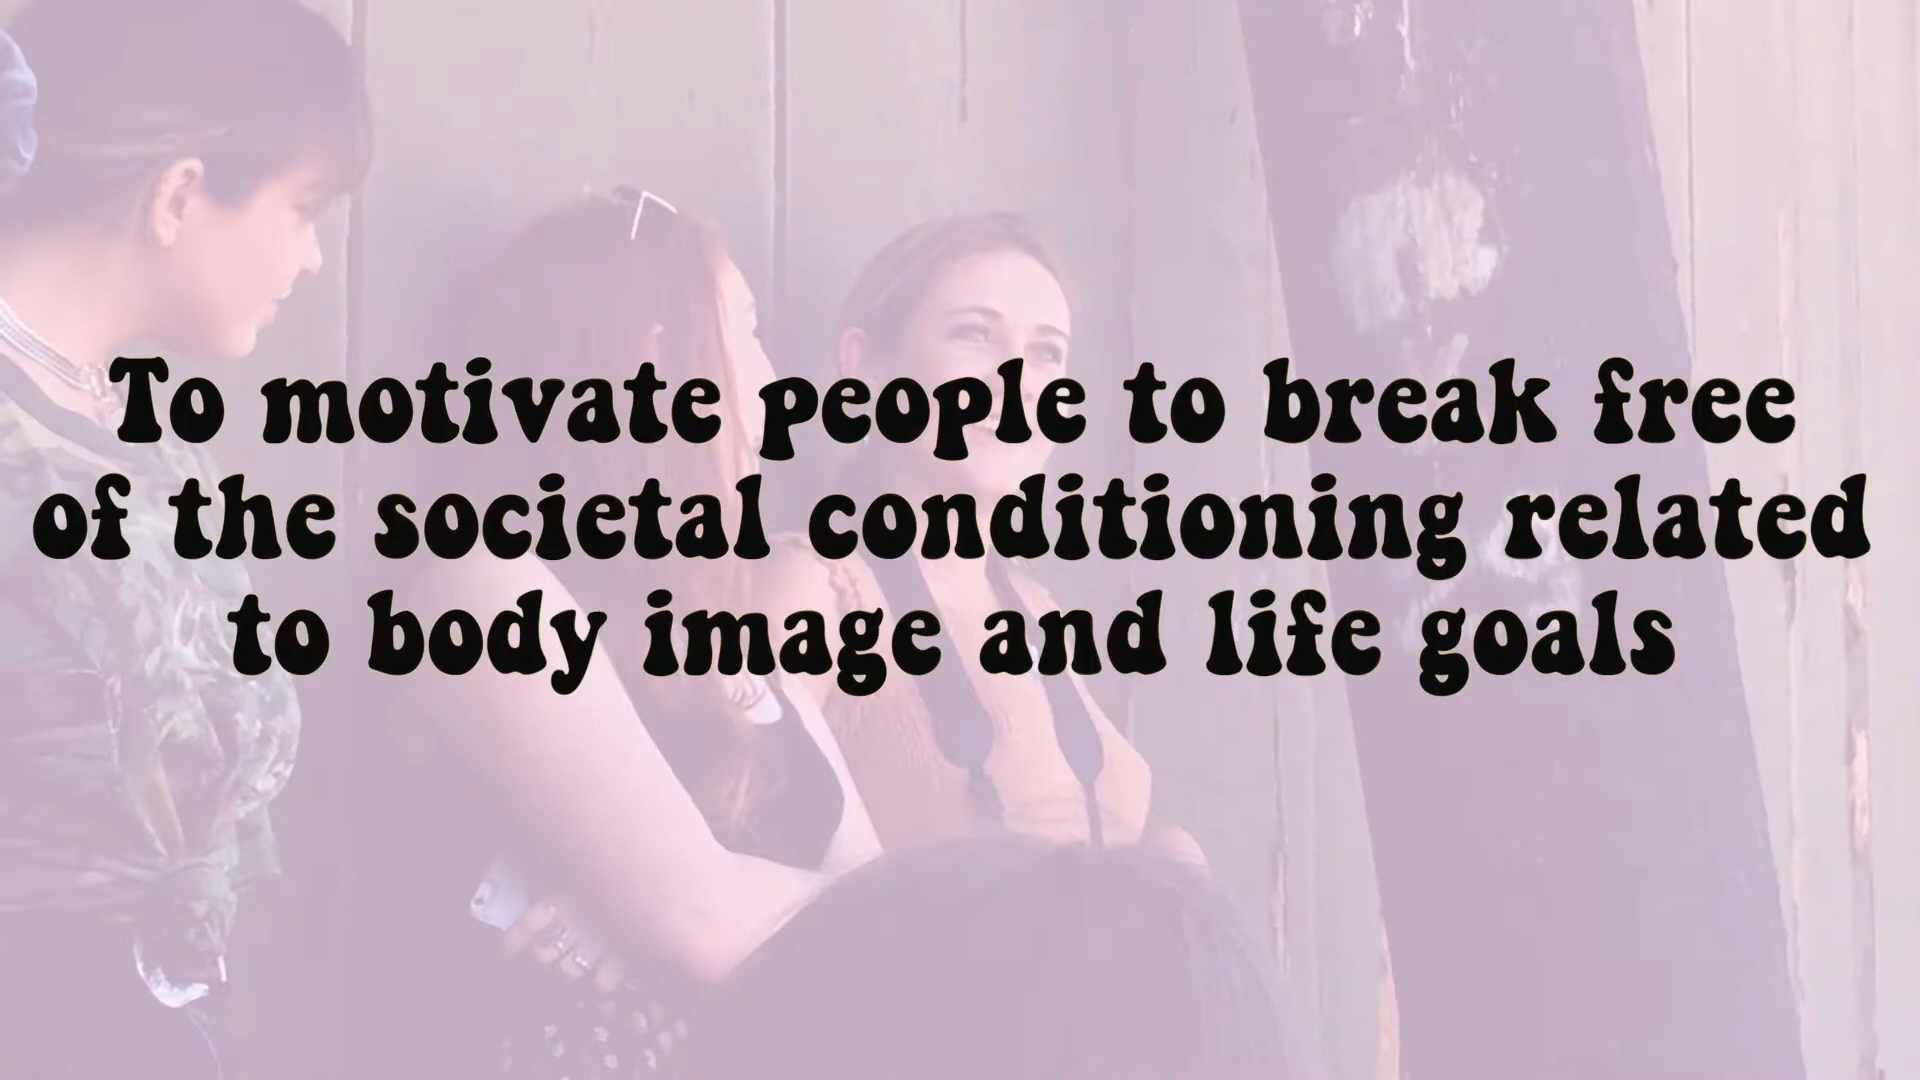 To motivate people to break free
of the societal conditioning related
to body image and life goals